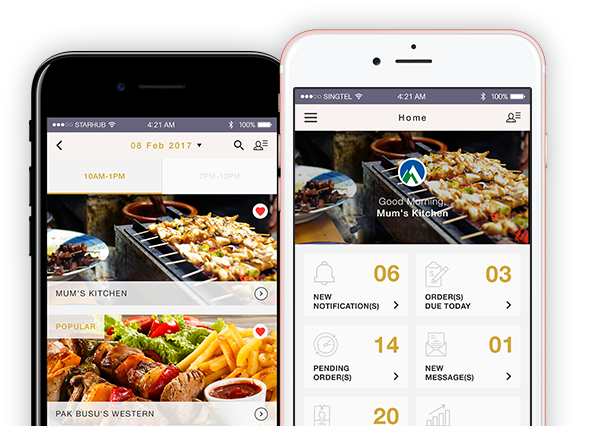 STARHUB 4:21 AM 100%
08 Feb 2017
10AM-1PM 7PM-10PM
MUM'S KITCHEN
POPULAR
PAK BUSU'S WESTERN
SINGTEL 4:21 AM 100%
Home
Good Morning,
Mum's Kitchen
06
NEW
NOTIFICATION(S)
03
ORDER(S)
DUE TODAY
14
PENDING
ORDER(S)
01
NEW
MESSAGE(S)
20